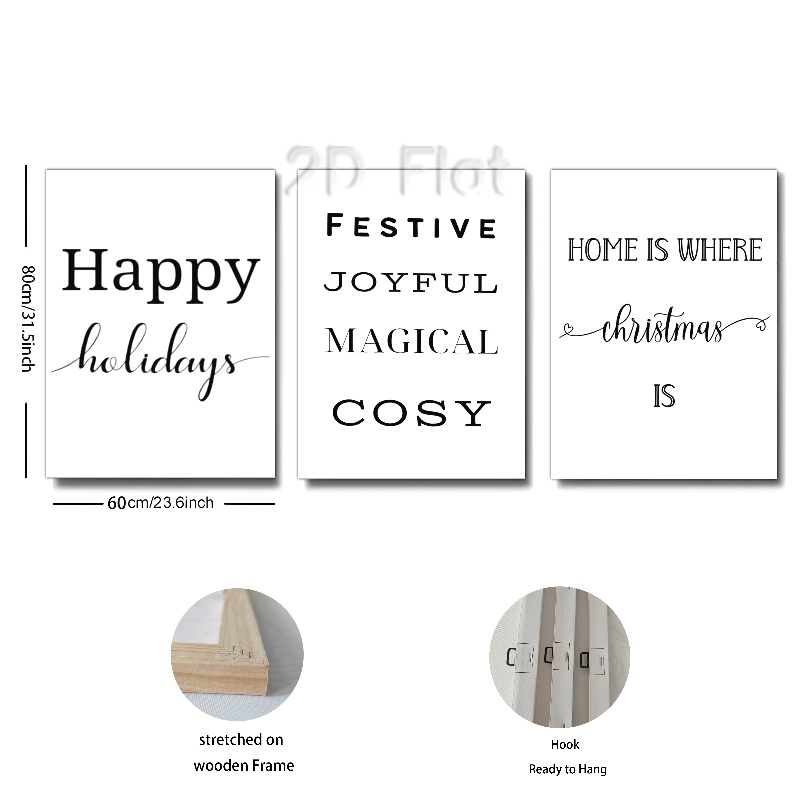 2D Flat
80cm/31.5inch
Happy
holidays
60cm/23.6inch
FESTIVE
JOYFUL
MAGICAL
COSY
HOME IS WHERE
christmas
IS
stretched on
wooden Frame
Hook
Ready to Hang